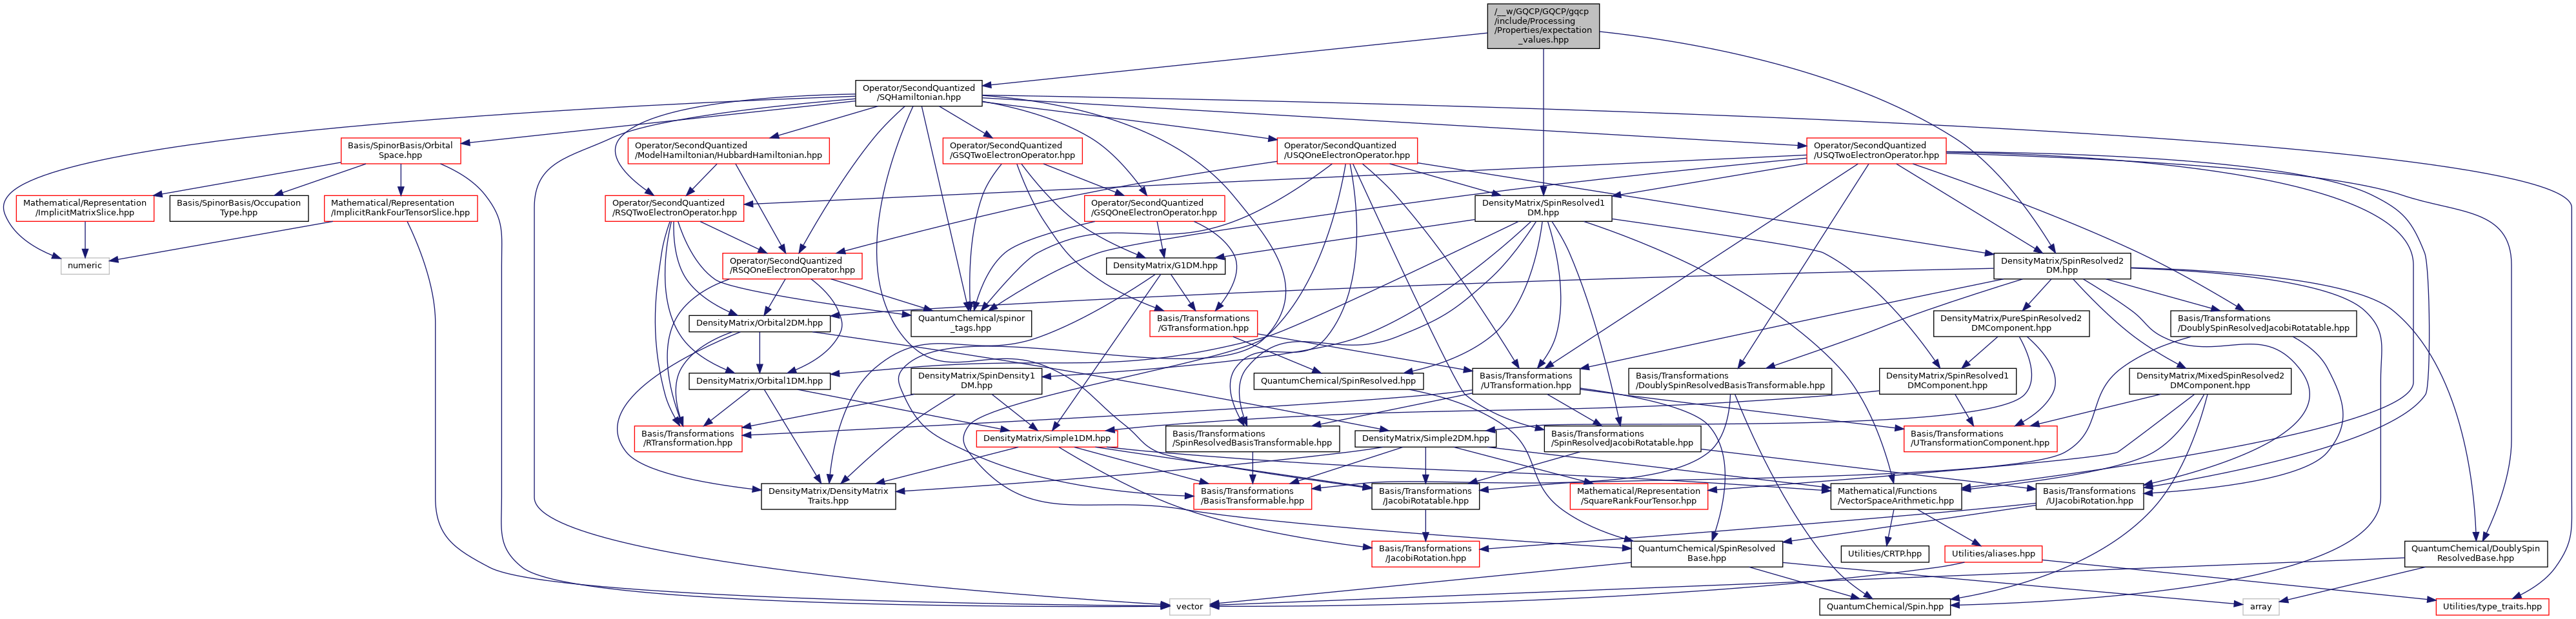 /__w/GQCP/GQCP/gqcp
/include/Processing
/Properties/expectation
_values.hpp
Operator/SecondQuantized
/SQHamiltonian.hpp
Basis/SpinorBasis/Orbital
Space.hpp
Operator/SecondQuantized
/ModelHamiltonian/HubbardHamiltonian.hpp
Operator/SecondQuantized
/GSQTwoElectronOperator.hpp
Operator/SecondQuantized
/USQOneElectronOperator.hpp
Operator/SecondQuantized
/USQTwoElectronOperator.hpp
Mathematical/Representation
/ImplicitMatrixSlice.hpp
Basis/SpinorBasis/Occupation
Type.hpp
Mathematical/Representation
/ImplicitRankFourTensorSlice.hpp
Operator/SecondQuantized
/RSQTwoElectronOperator.hpp
Operator/SecondQuantized
/GSQOneElectronOperator.hpp
DensityMatrix/SpinResolved1
DM.hpp
numeric
Operator/SecondQuantized
/RSQOneElectronOperator.hpp
DensityMatrix/G1DM.hpp
DensityMatrix/SpinResolved2
DM.hpp
DensityMatrix/Orbital2DM.hpp
QuantumChemical/spinor
_tags.hpp
Basis/Transformations
/GTransformation.hpp
DensityMatrix/PureSpinResolved2
DMComponent.hpp
Basis/Transformations
/DoublySpinResolvedJacobiRotatable.hpp
DensityMatrix/Orbital1DM.hpp
DensityMatrix/SpinDensity1
DM.hpp
QuantumChemical/SpinResolved.hpp
Basis/Transformations
/UTransformation.hpp
Basis/Transformations
/DoublySpinResolvedBasisTransformable.hpp
DensityMatrix/SpinResolved1
DMComponent.hpp
DensityMatrix/MixedSpinResolved2
DMComponent.hpp
Basis/Transformations
/RTransformation.hpp
DensityMatrix/Simple1DM.hpp
Basis/Transformations
/SpinResolvedBasisTransformable.hpp
DensityMatrix/Simple2DM.hpp
Basis/Transformations
/SpinResolvedJacobiRotatable.hpp
Basis/Transformations
/UTransformationComponent.hpp
DensityMatrix/DensityMatrix
Traits.hpp
Basis/Transformations
/BasisTransformable.hpp
Basis/Transformations
/JacobiRotatable.hpp
Mathematical/Representation
/SquareRankFourTensor.hpp
Mathematical/Functions
/VectorSpaceArithmetic.hpp
Basis/Transformations
/UJacobiRotation.hpp
Basis/Transformations
/JacobiRotation.hpp
QuantumChemical/SpinResolved
Base.hpp
Utilities/CRTP.hpp
Utilities/aliases.hpp
QuantumChemical/DoublySpin
ResolvedBase.hpp
vector
QuantumChemical/Spin.hpp
array
Utilities/type_traits.hpp